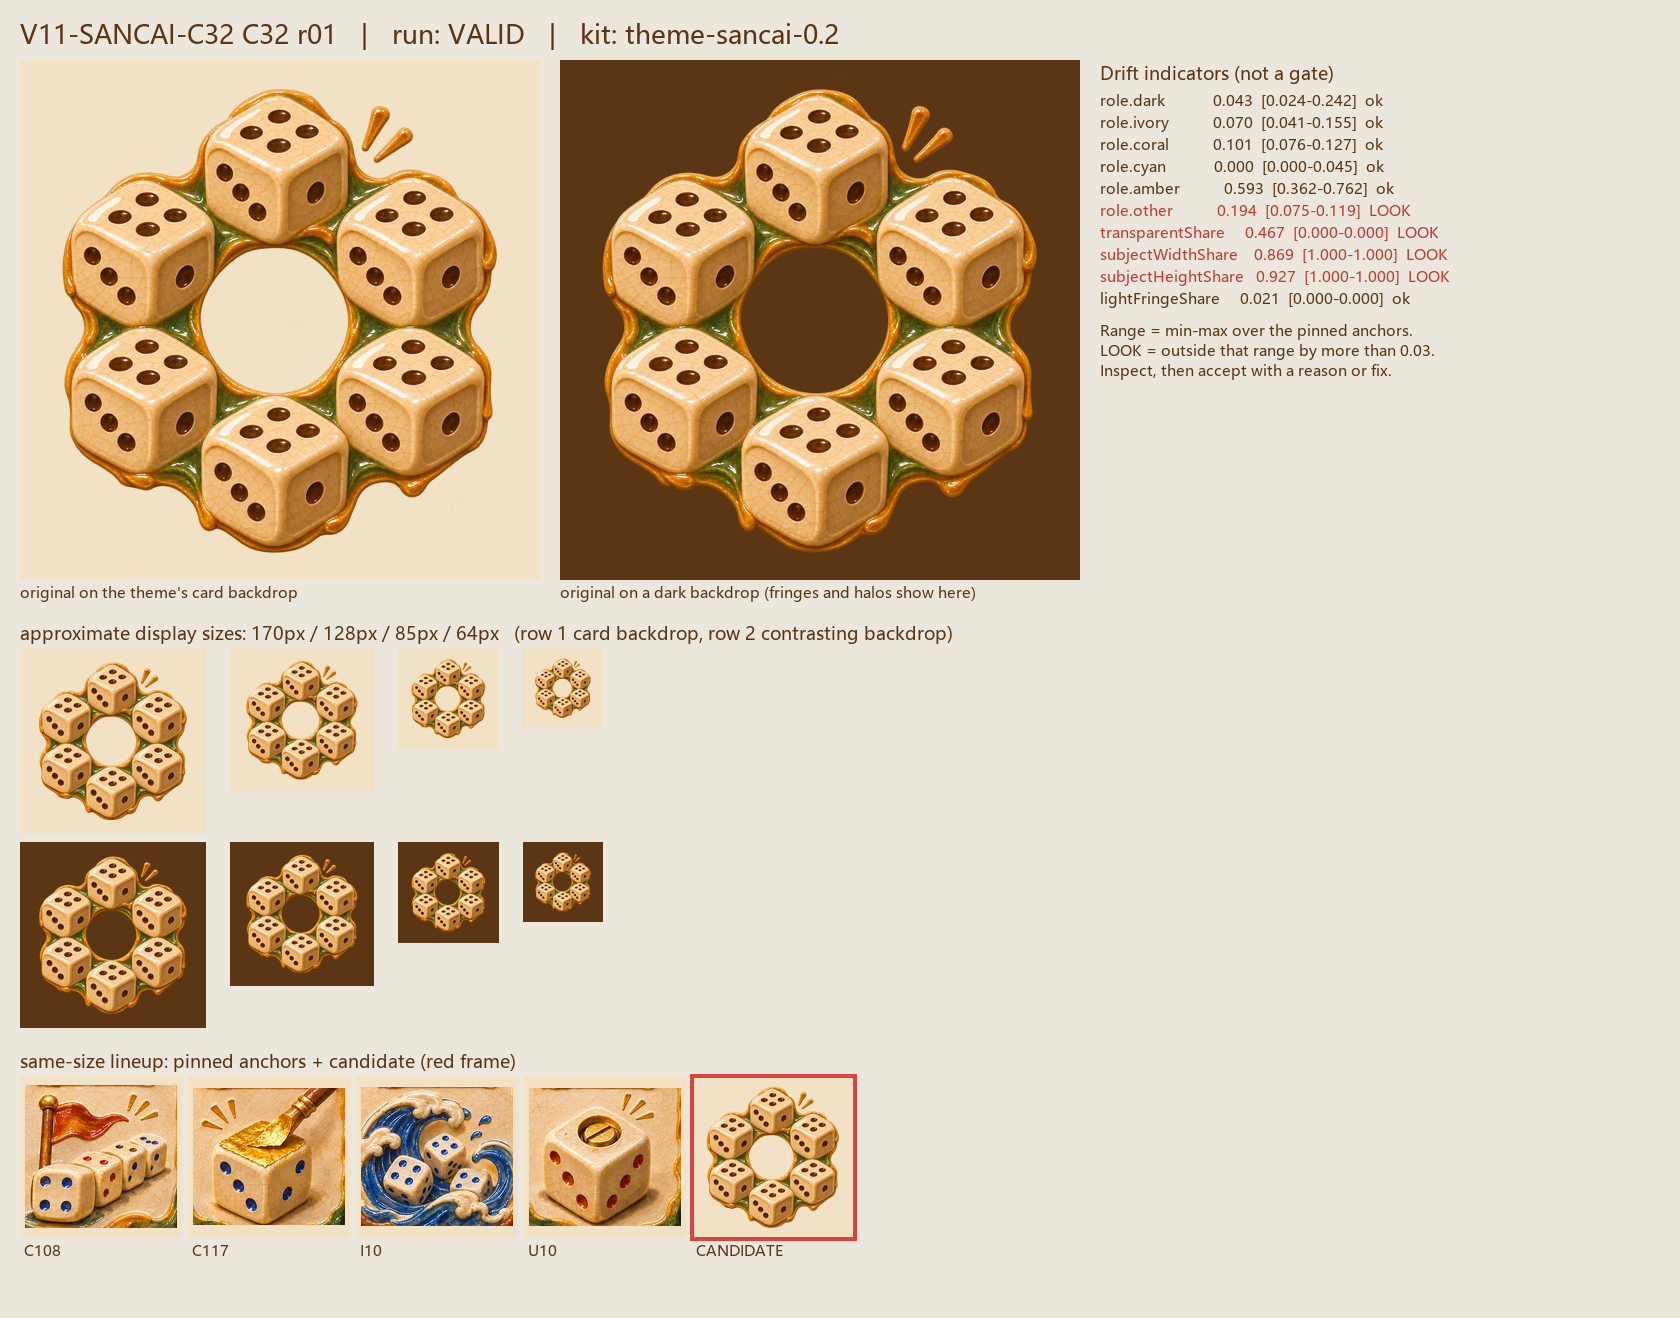 V11-SANCAI-C32 C32 r01 | run: VALID | kit: theme-sancai-0.2
Drift indicators (not a gate)
role.dark 0.043 [0.024-0.242] ok
role.ivory 0.070 [0.041-0.155] ok
role.coral 0.101 [0.076-0.127] ok
role.cyan 0.000 [0.000-0.045] ok
role.amber 0.593 [0.362-0.762] ok
role.other 0.194 [0.075-0.119] LOOK
transparentShare 0.467 [0.000-0.000] LOOK
subjectWidthShare 0.869 [1.000-1.000] LOOK
subjectHeightShare 0.927 [1.000-1.000] LOOK
lightFringeShare 0.021 [0.000-0.000] ok
Range = min-max over the pinned anchors.
LOOK = outside that range by more than 0.03.
Inspect, then accept with a reason or fix.
original on the theme's card backdrop
original on a dark backdrop (fringes and halos show here)
approximate display sizes: 170px / 128px / 85px / 64px (row 1 card backdrop, row 2 contrasting backdrop)
same-size lineup: pinned anchors + candidate (red frame)
C108
C117
I10
U10
CANDIDATE